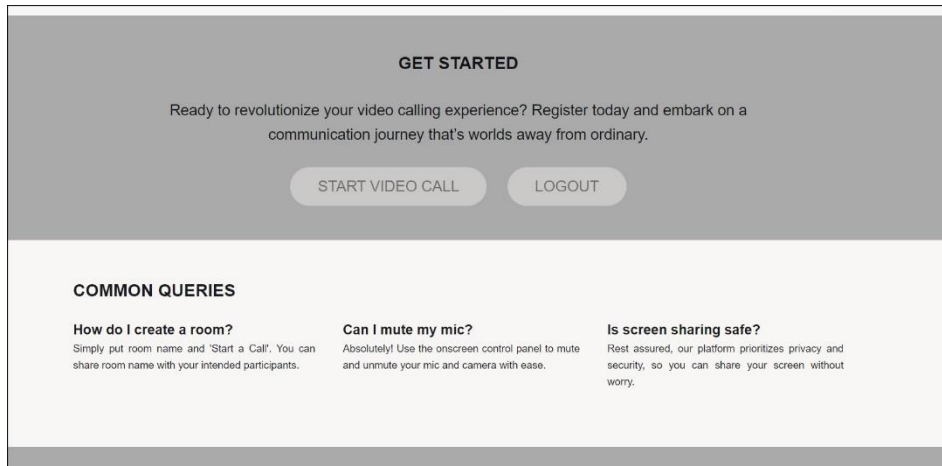 GET STARTED
Ready to revolutionize your video calling experience? Register today and embark on a
communication journey that's worlds away from ordinary.
START VIDEO CALL
LOGOUT
COMMON QUERIES
How do I create a room?
Simply put room name and 'Start a Call'. You can
share room name with your intended participants.
Can I mute my mic?
Absolutely! Use the onscreen control panel to mute
and unmute your mic and camera with ease.
Is screen sharing safe?
Rest assured, our platform prioritizes privacy and
security, so you can share your screen without
worry.